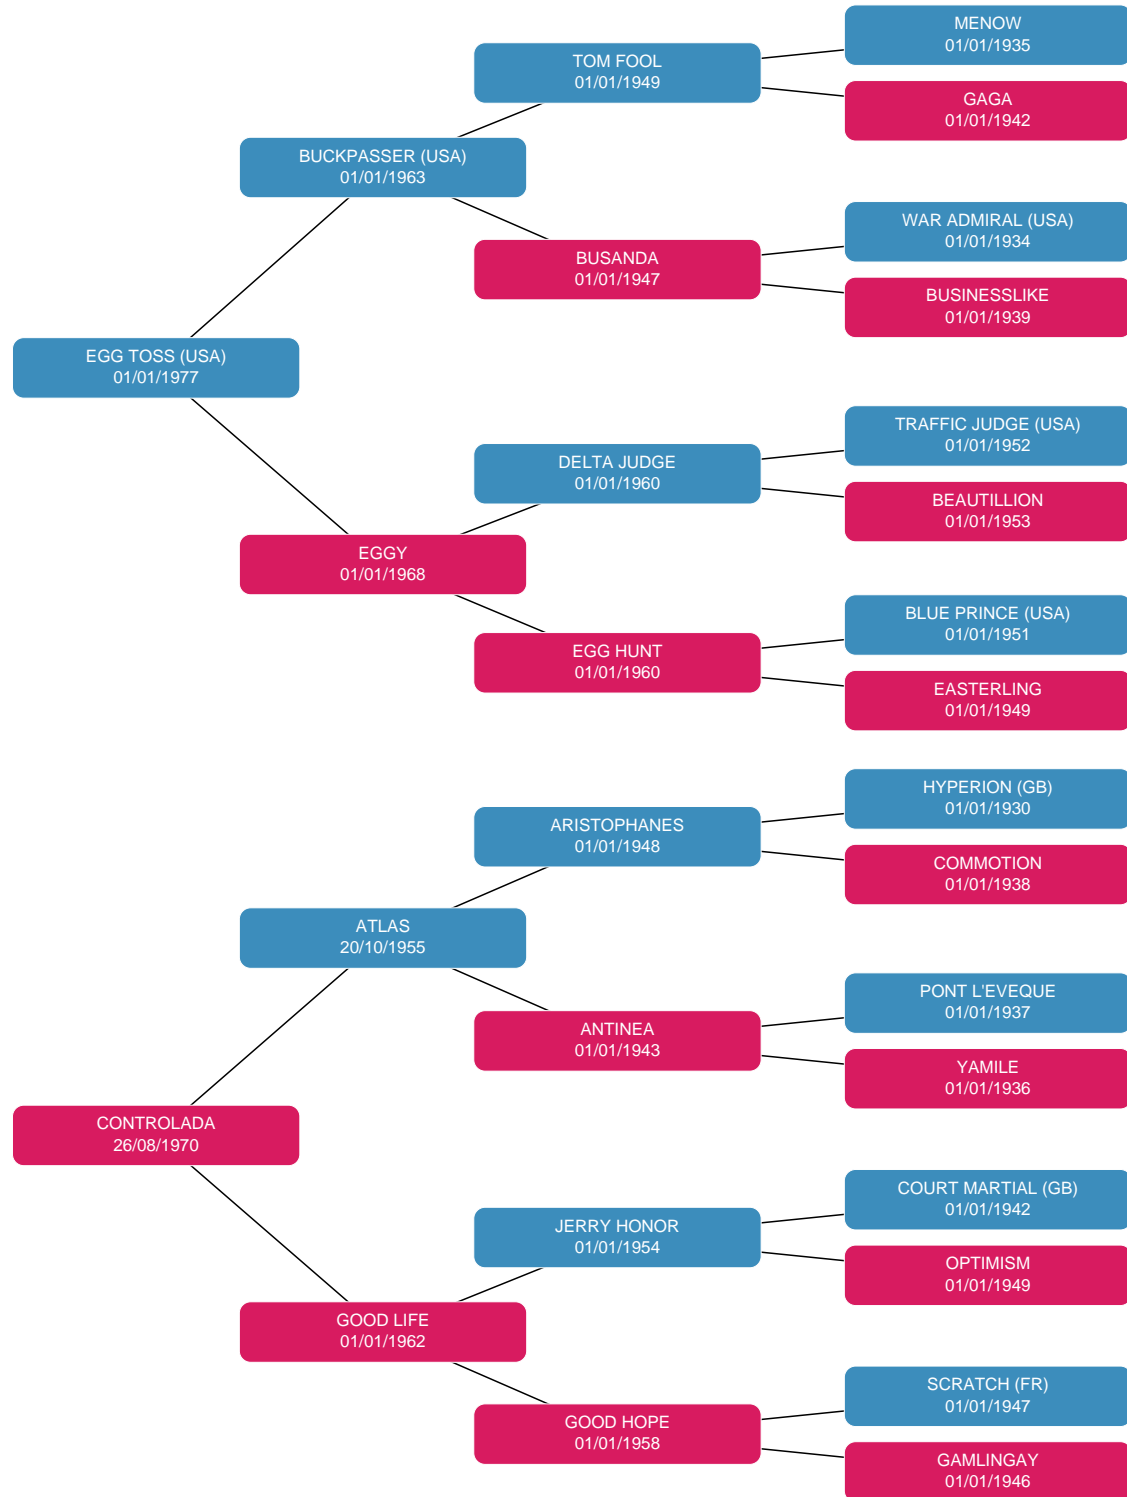 MENOW
01/01/1935
TOM FOOL
01/01/1949
GAGA
01/01/1942
BUCKPASSER (USA)
01/01/1963
WAR ADMIRAL (USA)
01/01/1934
BUSANDA
01/01/1947
BUSINESSLIKE
01/01/1939
EGG TOSS (USA)
01/01/1977
TRAFFIC JUDGE (USA)
01/01/1952
DELTA JUDGE
01/01/1960
BEAUTILLION
01/01/1953
EGGY
01/01/1968
BLUE PRINCE (USA)
01/01/1951
EGG HUNT
01/01/1960
EASTERLING
01/01/1949
HYPERION (GB)
01/01/1930
ARISTOPHANES
01/01/1948
COMMOTION
01/01/1938
ATLAS
20/10/1955
PONT L'EVEQUE
01/01/1937
ANTINEA
01/01/1943
YAMILE
01/01/1936
CONTROLADA
26/08/1970
COURT MARTIAL (GB)
01/01/1942
JERRY HONOR
01/01/1954
OPTIMISM
01/01/1949
GOOD LIFE
01/01/1962
SCRATCH (FR)
01/01/1947
GOOD HOPE
01/01/1958
GAMLINGAY
01/01/1946